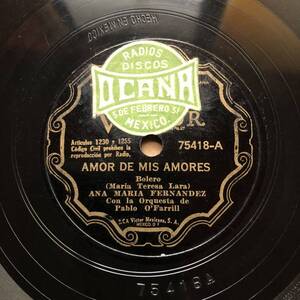 HECHO EN MEXICO
RADIOS
DISCOS
OCANA
5 DE FEBRERO 51
MEXICO.
R.
75418-A
Artículos 1230 e 1255
Código Civil prohiben la
reproducción por Radio.
AMOR DE MIS AMORES
Bolero
(María Teresa Lara)
ANA MARIA FERNANDEZ
Con la Orquesta de
Pablo O'Farrill
RCA Victor Mexicana, S. A.
MEXICO D F
75418A